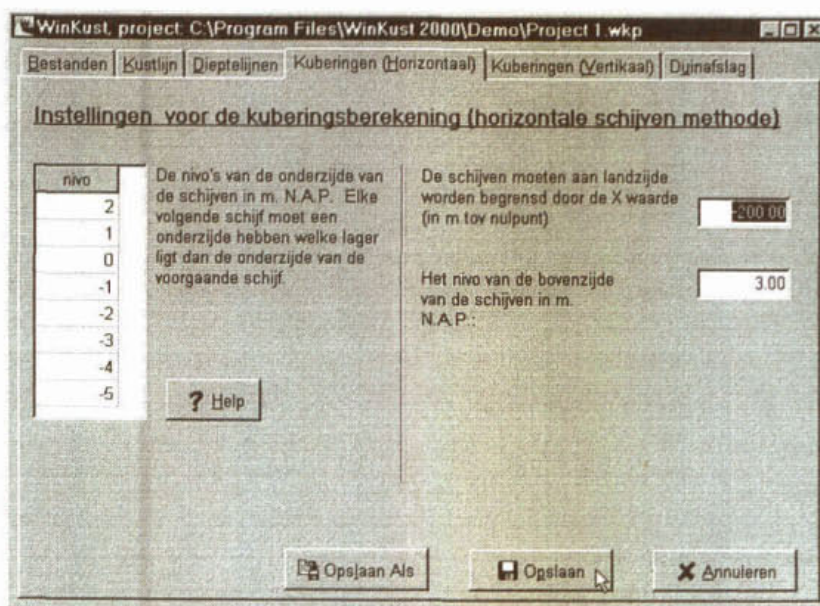 WinKust, project: C:\Program Files\WinKust 2000\Demo\Project 1.wkp
Bestanden Kustlijn Dieptelijnen Kuberingen (Horizontaal) Kuberingen (Vertikaal) Duinafslag
Instellingen voor de kuberingsberekening (horizontale schijven methode)
nivo
2
1
0
-1
-2
-3
-4
-5
De nivo's van de onderzijde van
de schijven in m. N.A.P. Elke
volgende schijf moet een
onderzijde hebben welke lager
ligt dan de onderzijde van de
voorgaande schijf.
? Help
De schijven moeten aan landzijde
worden begrensd door de X waarde
(in m tov nulpunt)
-200.00
Het nivo van de bovenzijde
van de schijven in m.
N.A.P.:
3.00
Opslaan Als
Opslaan
Annuleren